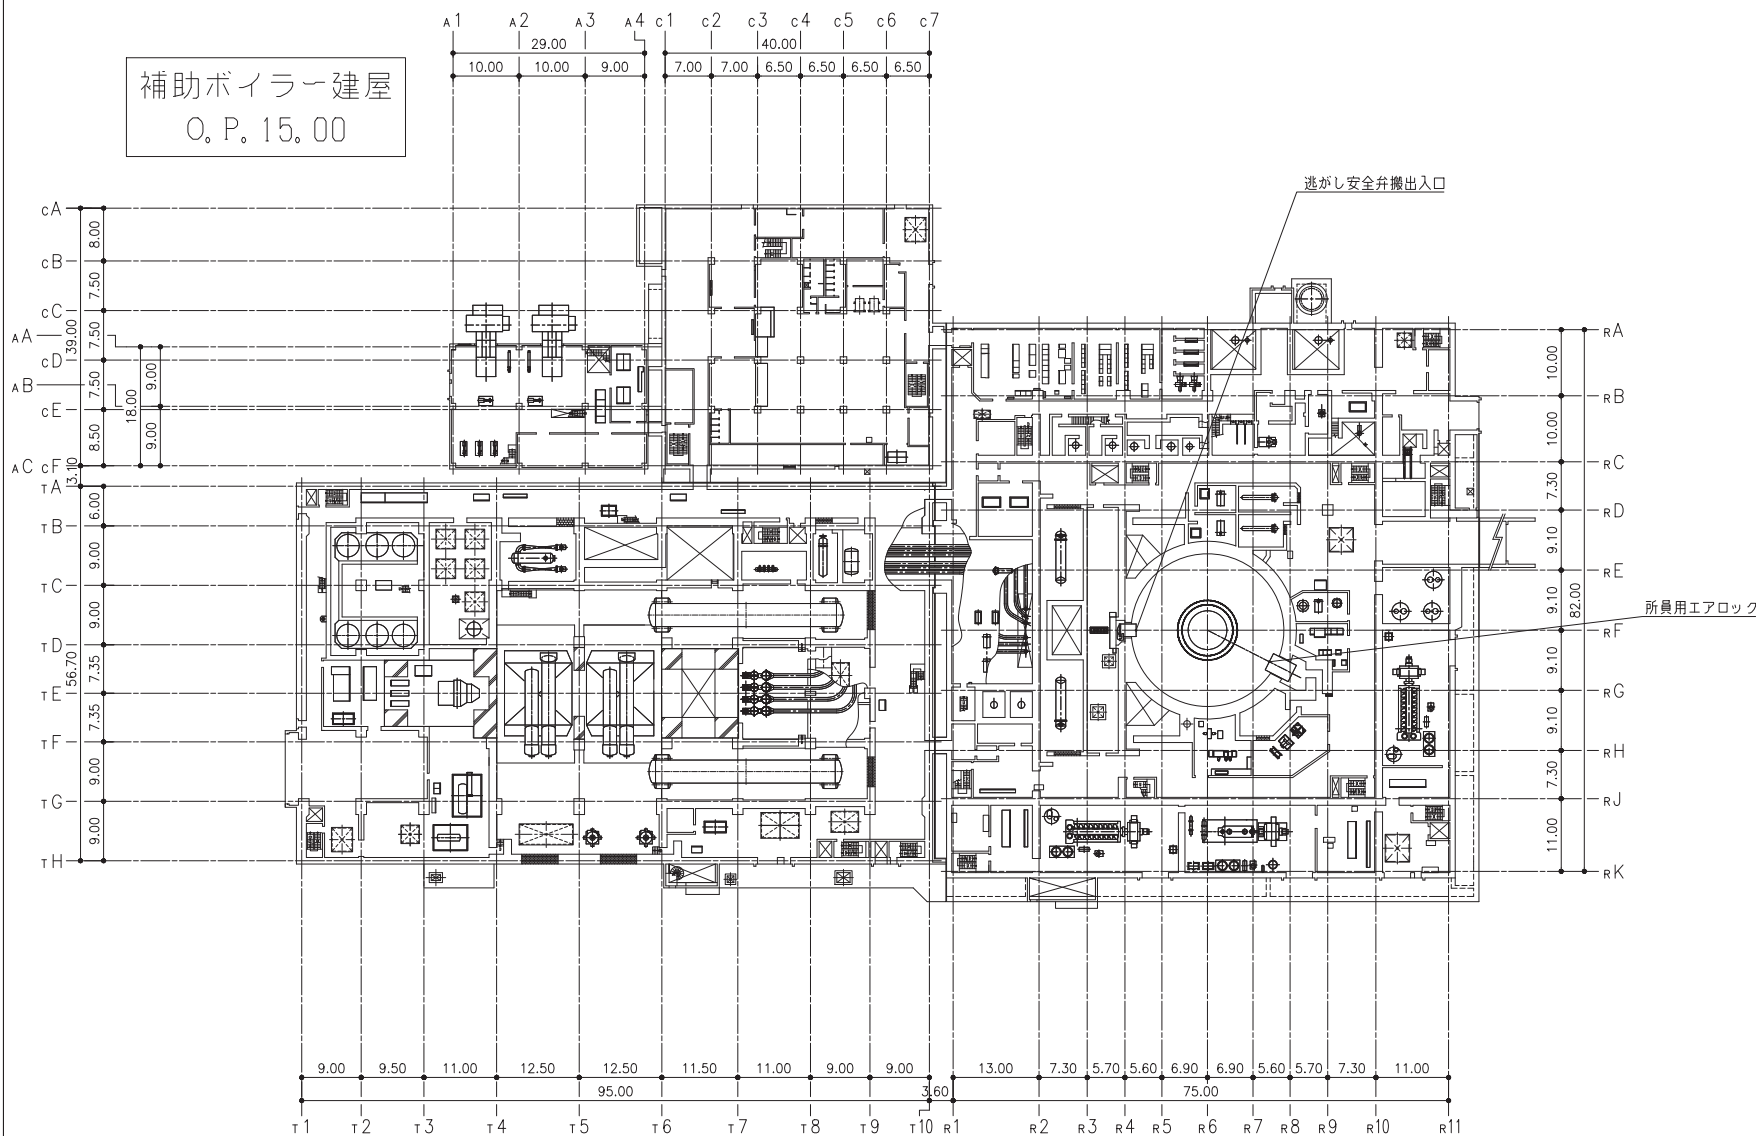 A1 A2 A3 A4 c1 c2 c3 c4 c5 c6 c7
29.00 40.00
10.00 10.00 9.00 7.00 7.00 6.50 6.50 6.50 6.50
補助ボイラー建屋
O.P.15.00
逃がし安全弁搬出入口
所員用エアロック
cA
8.00
cB
7.50
cC
AA
39.00
7.50
cD
AB
7.50
cE
8.50
AC cF
9.00
18.00
9.00
3.10
TA
6.00
TB
9.00
TC
9.00
TD
56.70
7.35
TE
7.35
TF
9.00
TG
9.00
TH
RA
10.00
RB
10.00
RC
7.30
RD
9.10
RE
9.10
82.00
RF
9.10
RG
9.10
RH
7.30
RJ
11.00
RK
9.00 9.50 11.00 12.50 12.50 11.50 11.00 9.00 9.00 13.00 7.30 5.70 5.60 6.90 6.90 5.60 5.70 7.30 11.00
95.00 3.60 75.00
T1 T2 T3 T4 T5 T6 T7 T8 T9 T10 R1 R2 R3 R4 R5 R6 R7 R8 R9 R10 R11